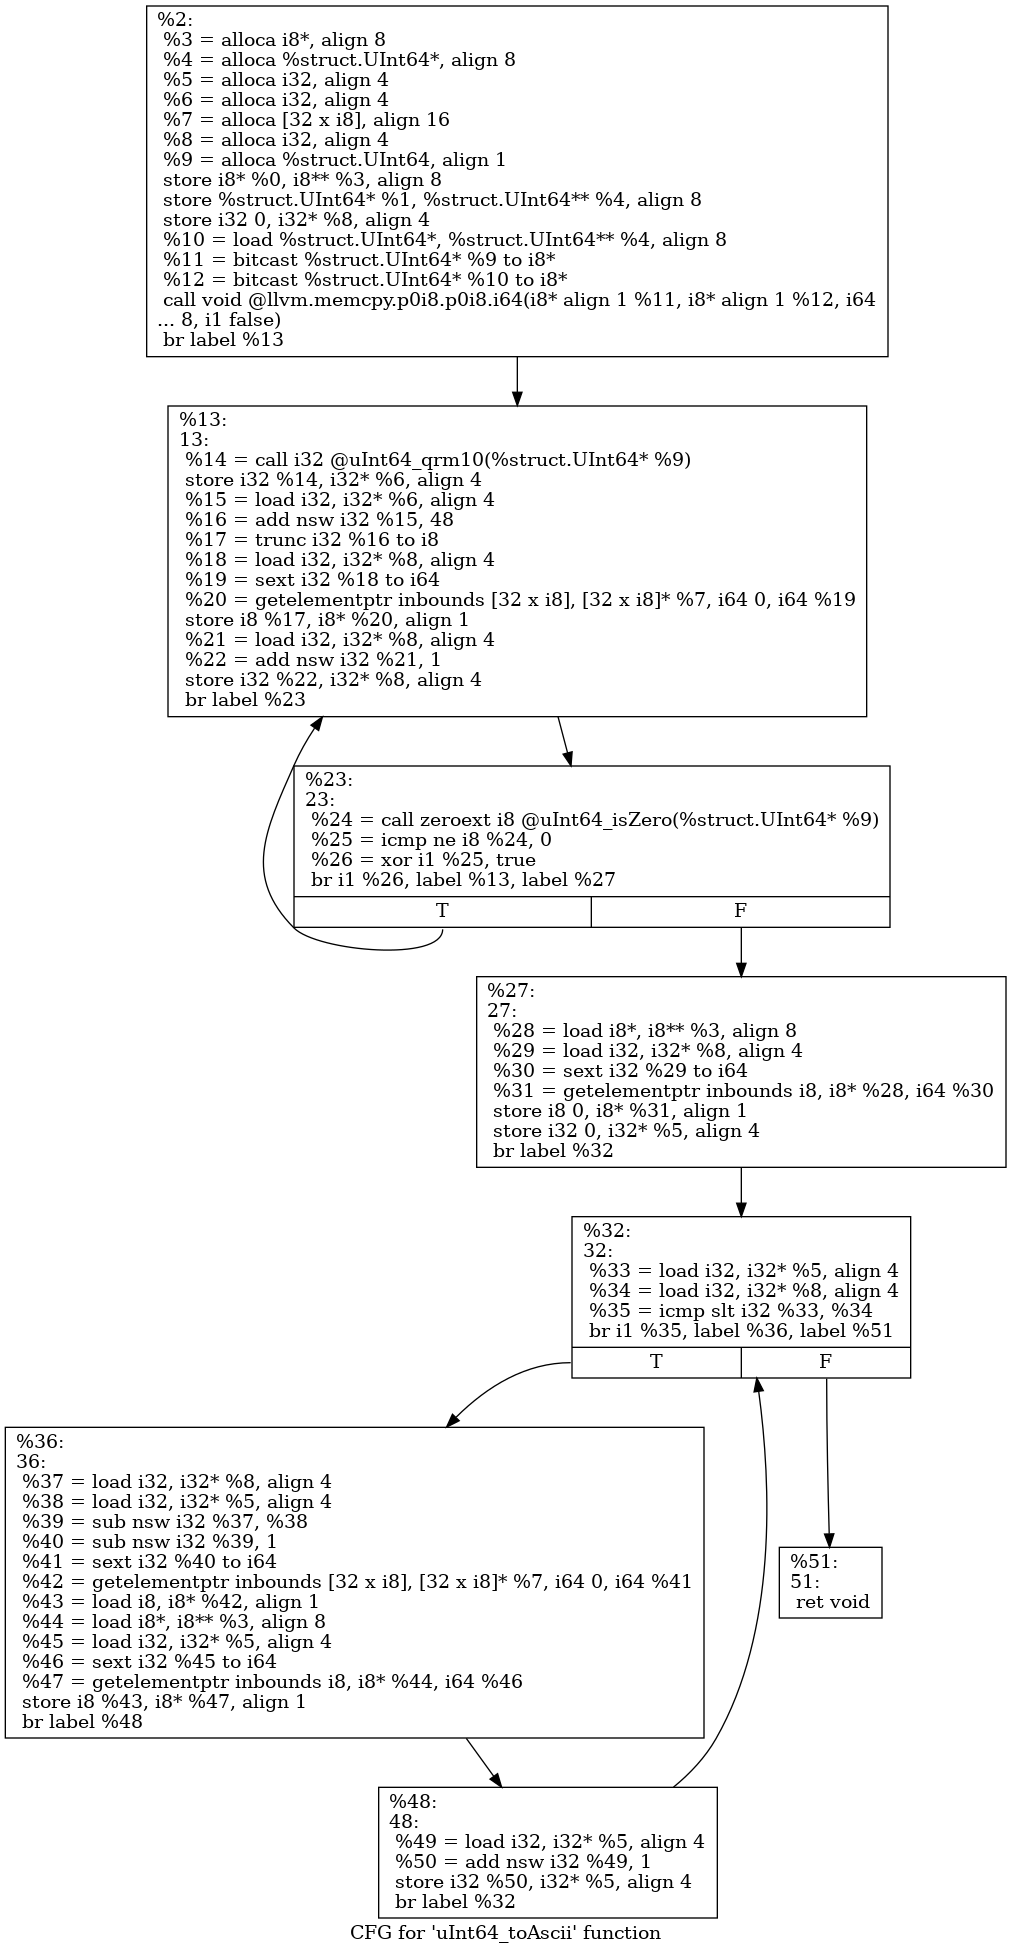 %2:
%3 = alloca i8*, align 8
%4 = alloca %struct.UInt64*, align 8
%5 = alloca i32, align 4
%6 = alloca i32, align 4
%7 = alloca [32 x i8], align 16
%8 = alloca i32, align 4
%9 = alloca %struct.UInt64, align 1
store i8* %0, i8** %3, align 8
store %struct.UInt64* %1, %struct.UInt64** %4, align 8
store i32 0, i32* %8, align 4
%10 = load %struct.UInt64*, %struct.UInt64** %4, align 8
%11 = bitcast %struct.UInt64* %9 to i8*
%12 = bitcast %struct.UInt64* %10 to i8*
call void @llvm.memcpy.p0i8.p0i8.i64(i8* align 1 %11, i8* align 1 %12, i64
... 8, i1 false)
br label %13
%13:
13:
%14 = call i32 @uInt64_qrm10(%struct.UInt64* %9)
store i32 %14, i32* %6, align 4
%15 = load i32, i32* %6, align 4
%16 = add nsw i32 %15, 48
%17 = trunc i32 %16 to i8
%18 = load i32, i32* %8, align 4
%19 = sext i32 %18 to i64
%20 = getelementptr inbounds [32 x i8], [32 x i8]* %7, i64 0, i64 %19
store i8 %17, i8* %20, align 1
%21 = load i32, i32* %8, align 4
%22 = add nsw i32 %21, 1
store i32 %22, i32* %8, align 4
br label %23
%23:
23:
%24 = call zeroext i8 @uInt64_isZero(%struct.UInt64* %9)
%25 = icmp ne i8 %24, 0
%26 = xor i1 %25, true
br i1 %26, label %13, label %27
T F
%27:
27:
%28 = load i8*, i8** %3, align 8
%29 = load i32, i32* %8, align 4
%30 = sext i32 %29 to i64
%31 = getelementptr inbounds i8, i8* %28, i64 %30
store i8 0, i8* %31, align 1
store i32 0, i32* %5, align 4
br label %32
%32:
32:
%33 = load i32, i32* %5, align 4
%34 = load i32, i32* %8, align 4
%35 = icmp slt i32 %33, %34
br i1 %35, label %36, label %51
T F
%36:
36:
%37 = load i32, i32* %8, align 4
%38 = load i32, i32* %5, align 4
%39 = sub nsw i32 %37, %38
%40 = sub nsw i32 %39, 1
%41 = sext i32 %40 to i64
%42 = getelementptr inbounds [32 x i8], [32 x i8]* %7, i64 0, i64 %41
%43 = load i8, i8* %42, align 1
%44 = load i8*, i8** %3, align 8
%45 = load i32, i32* %5, align 4
%46 = sext i32 %45 to i64
%47 = getelementptr inbounds i8, i8* %44, i64 %46
store i8 %43, i8* %47, align 1
br label %48
%51:
51:
ret void
%48:
48:
%49 = load i32, i32* %5, align 4
%50 = add nsw i32 %49, 1
store i32 %50, i32* %5, align 4
br label %32
CFG for 'uInt64_toAscii' function